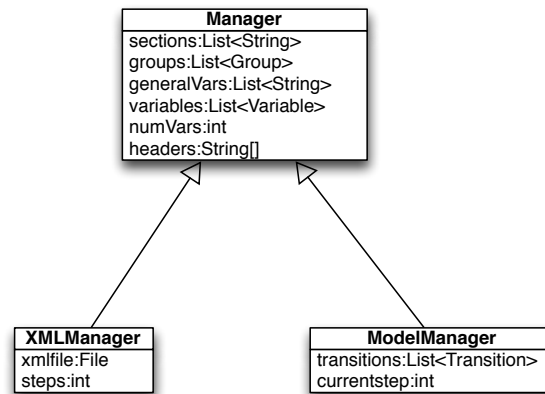 Manager
sections:List<String>
groups:List<Group>
generalVars:List<String>
variables:List<Variable>
numVars:int
headers:String[]
XMLManager
xmlfile:File
steps:int
ModelManager
transitions:List<Transition>
currentstep:int